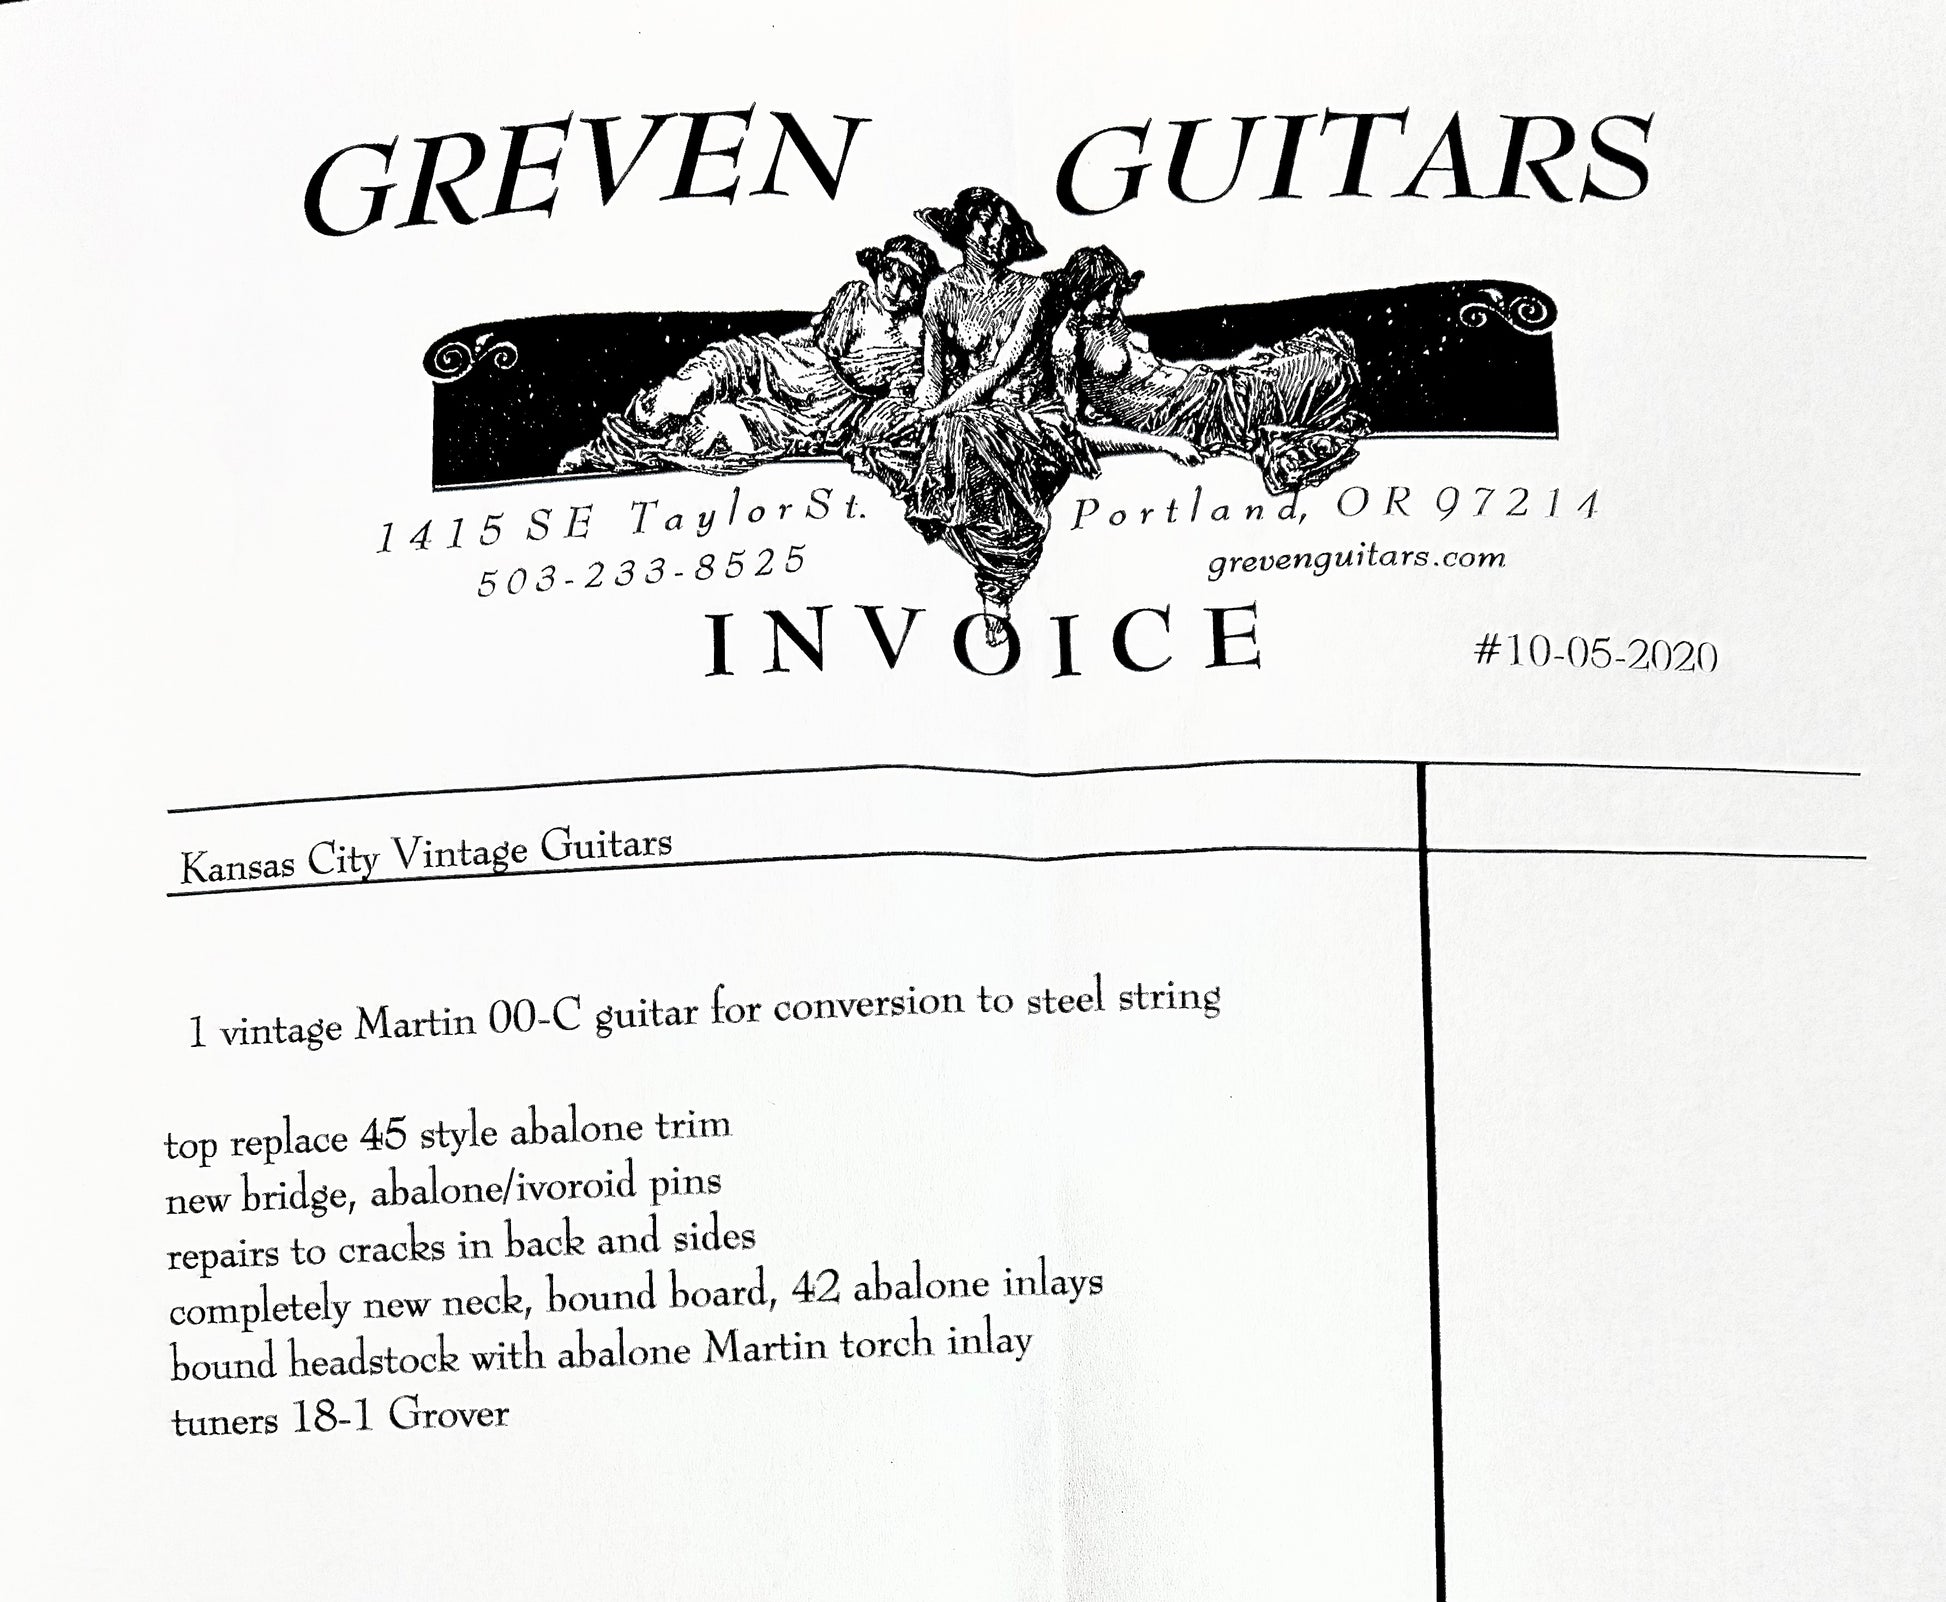 GREVEN GUITARS
1415 SE Taylor St. Portland, OR 97214
503-233-8525 grevenguitars.com
INVOICE #10-05-2020
Kansas City Vintage Guitars
1 vintage Martin 00-C guitar for conversion to steel string
top replace 45 style abalone trim
new bridge, abalone/ivoroid pins
repairs to cracks in back and sides
completely new neck, bound board, 42 abalone inlays
bound headstock with abalone Martin torch inlay
tuners 18-1 Grover